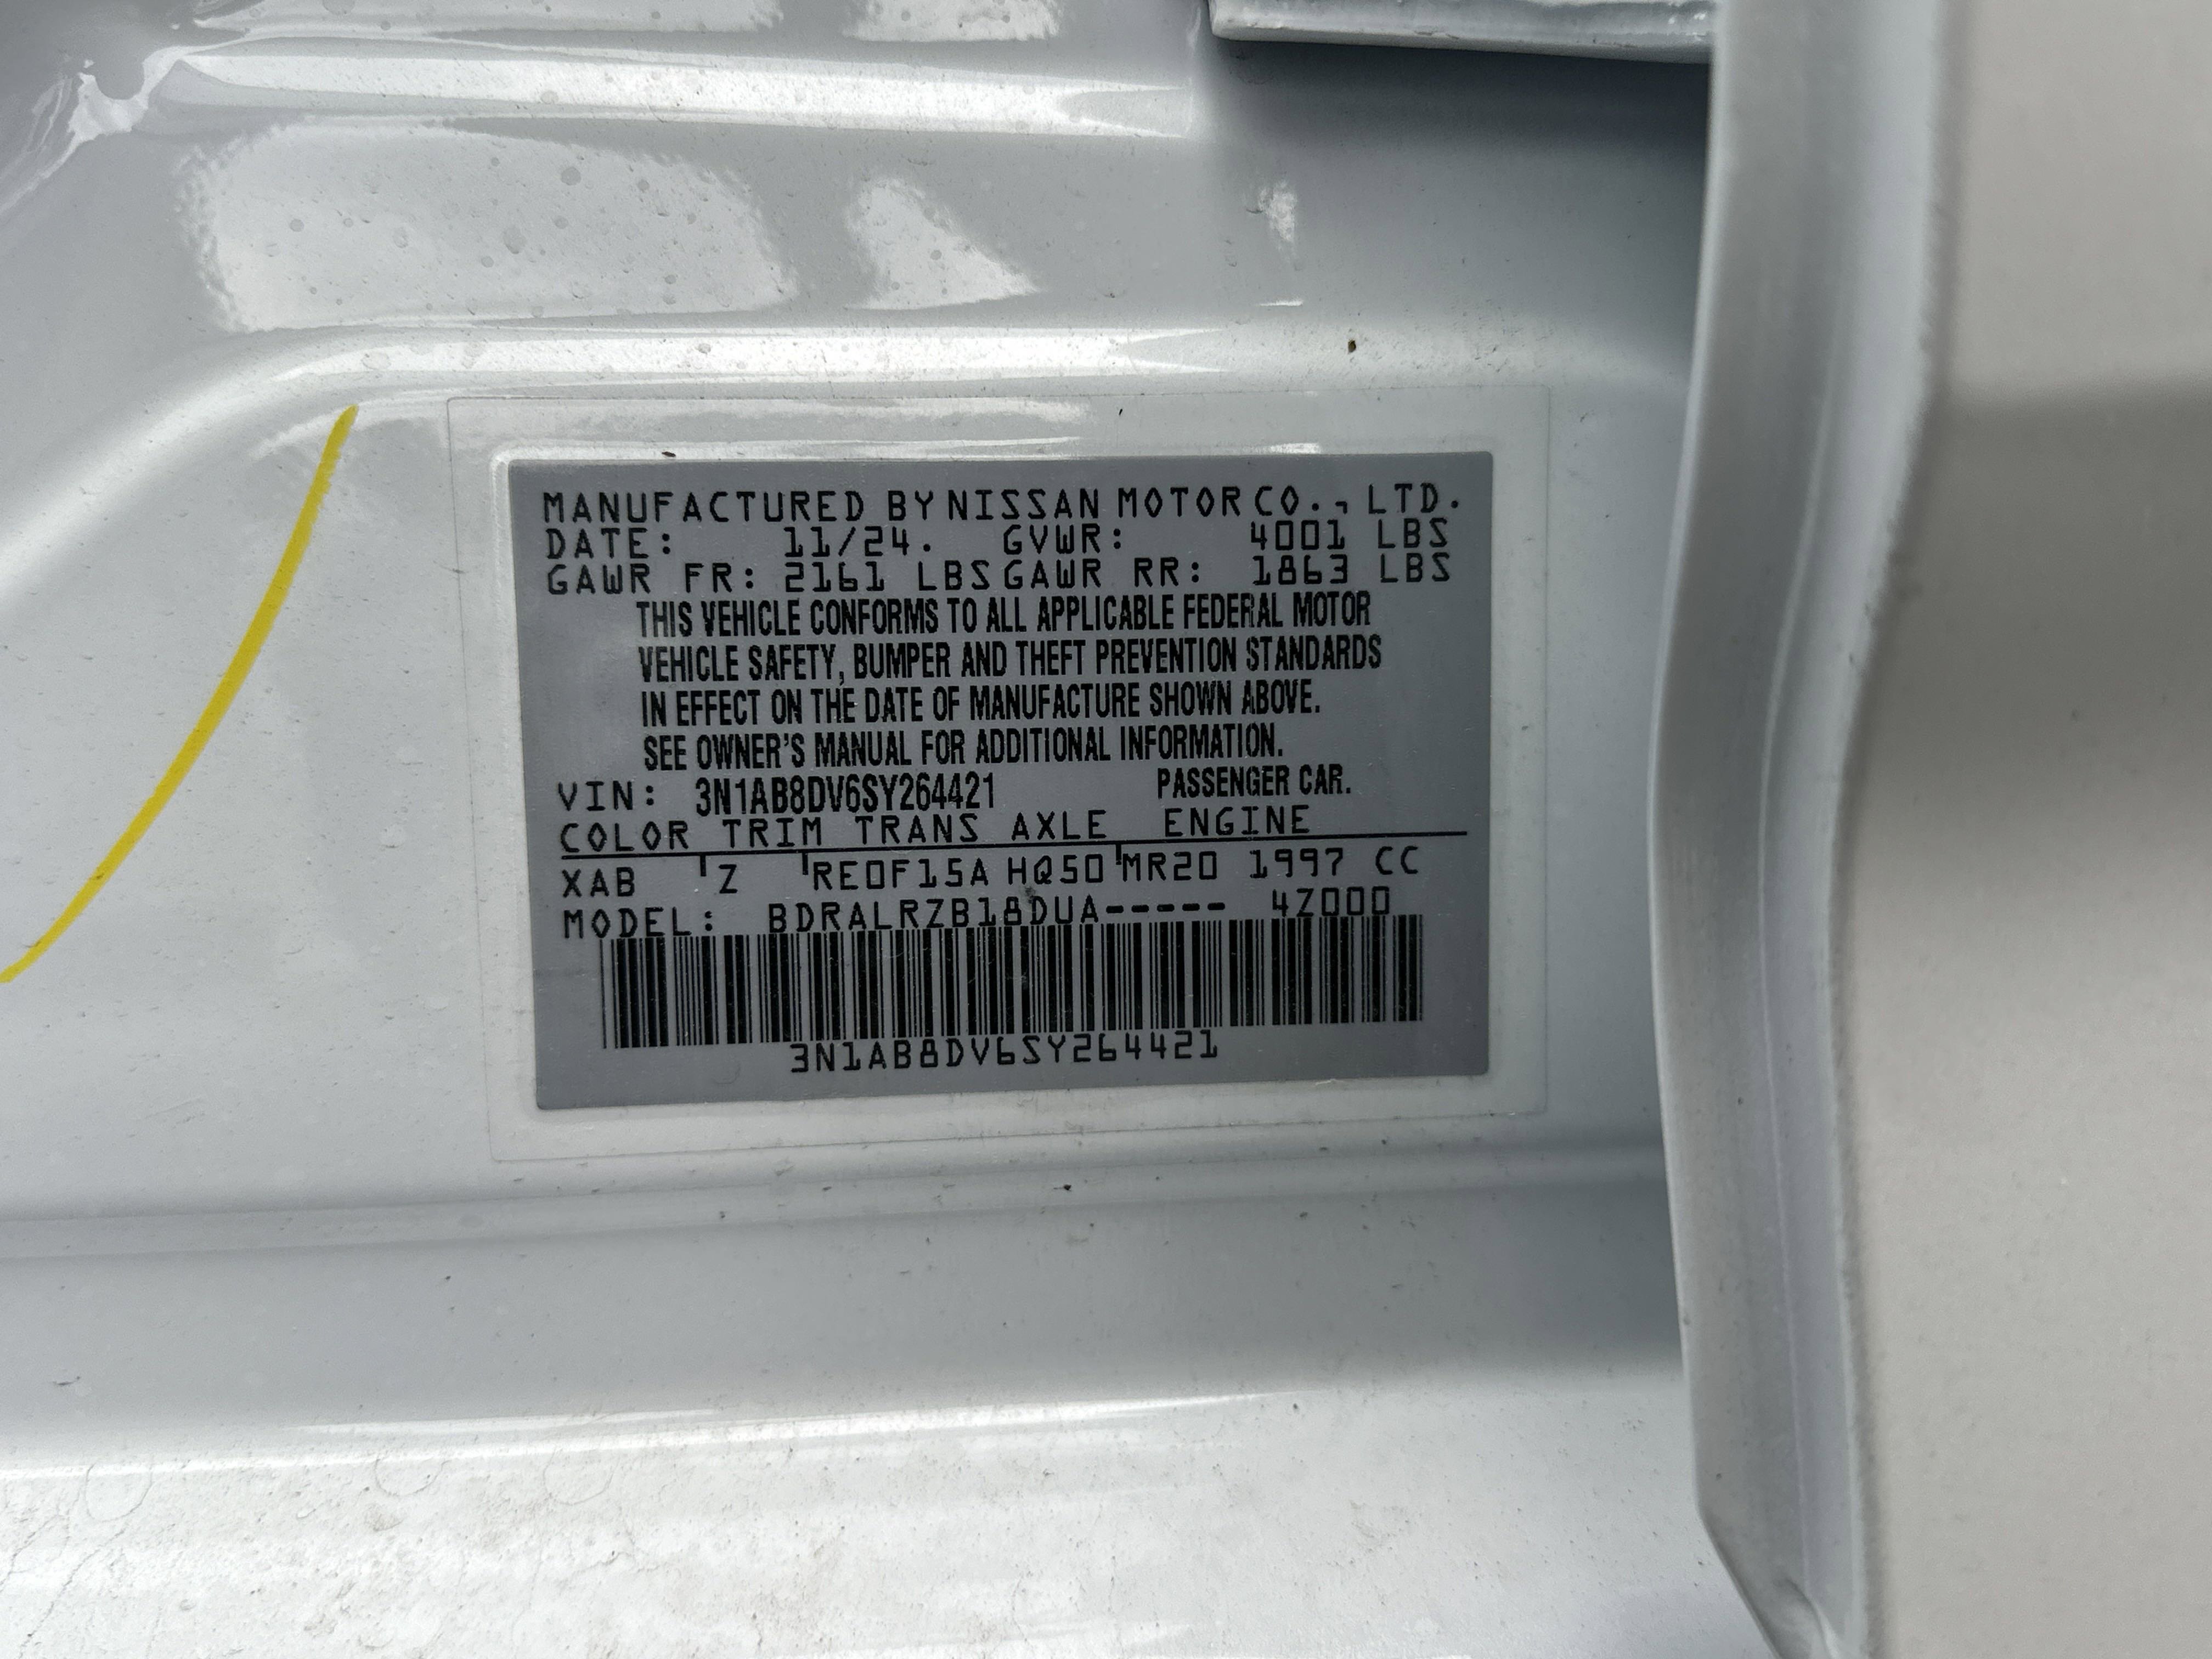 MANUFACTURED BY NISSAN MOTOR CO., LTD.
DATE: 11/24. GVWR: 4001 LBS
GAWR FR: 2161 LBS GAWR RR: 1863 LBS
THIS VEHICLE CONFORMS TO ALL APPLICABLE FEDERAL MOTOR
VEHICLE SAFETY, BUMPER AND THEFT PREVENTION STANDARDS
IN EFFECT ON THE DATE OF MANUFACTURE SHOWN ABOVE.
SEE OWNER'S MANUAL FOR ADDITIONAL INFORMATION.
VIN: 3N1AB8DV6SY264421 PASSENGER CAR.
COLOR TRIM TRANS AXLE ENGINE
XAB Z RE0F15A HQ50 MR20 1997 CC
MODEL: BDRALRZB18DUA----- 4Z000
3N1AB8DV6SY264421